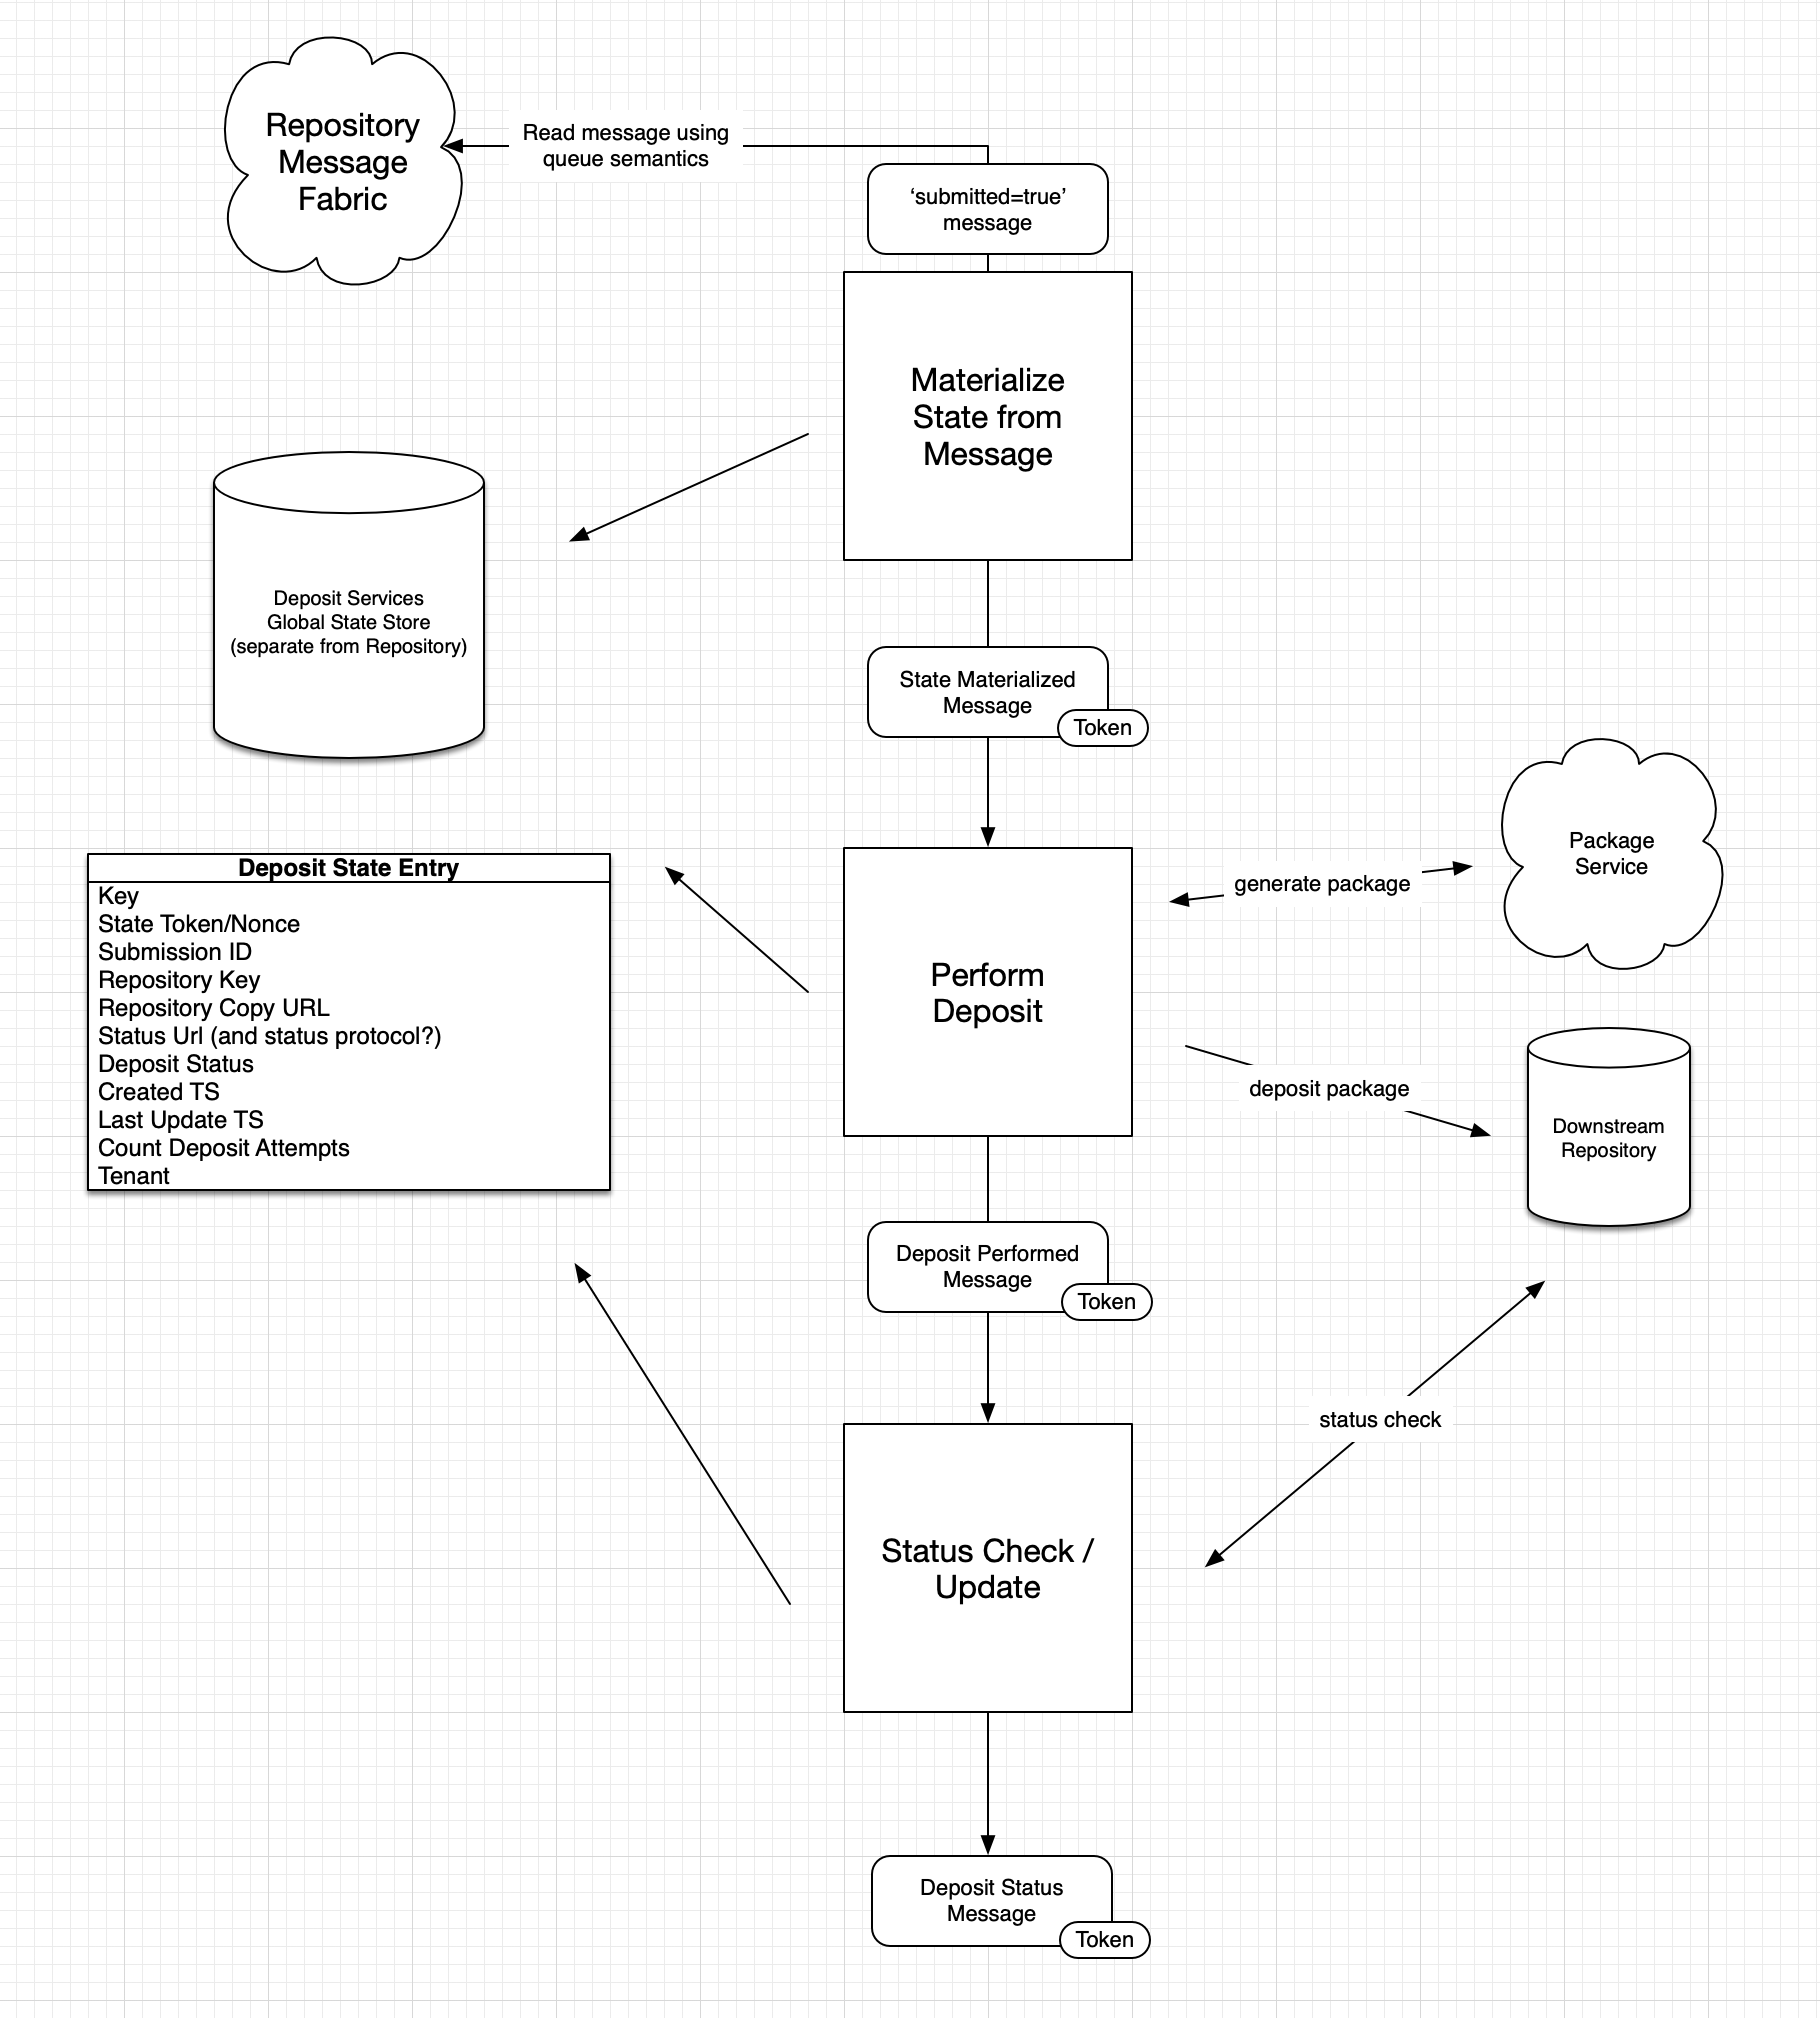 Repository
Message
Fabric
Read message using
queue semantics
‘submitted=true’
message
Materialize
State from
Message
Deposit Services
Global State Store
(separate from Repository)
State Materialized
Message
Token
Package
Service
generate package
Deposit State Entry
Key
State Token/Nonce
Submission ID
Repository Key
Repository Copy URL
Status Url (and status protocol?)
Deposit Status
Created TS
Last Update TS
Count Deposit Attempts
Tenant
Perform
Deposit
deposit package
Downstream
Repository
Deposit Performed
Message
Token
status check
Status Check /
Update
Deposit Status
Message
Token